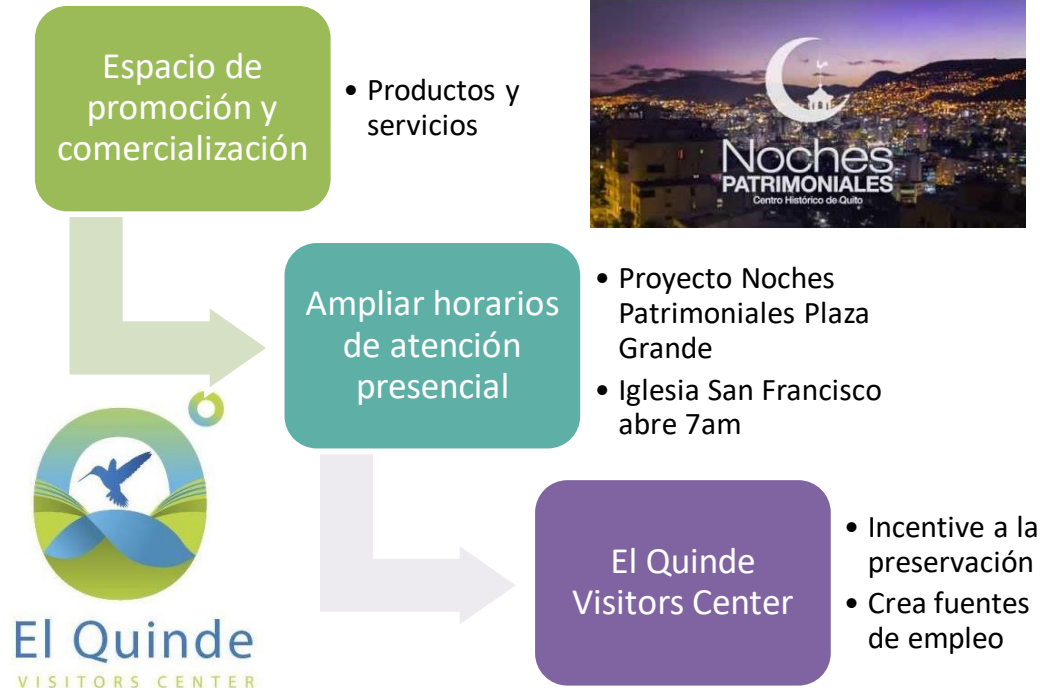 Espacio de
promoción y
comercialización
• Productos y
servicios
Noches
PATRIMONIALES
Centro Histórico de Quito
Ampliar horarios
de atención
presencial
• Proyecto Noches
Patrimoniales Plaza
Grande
• Iglesia San Francisco
abre 7am
El Quinde
VISITORS CENTER
El Quinde
Visitors Center
• Incentive a la
preservación
• Crea fuentes
de empleo